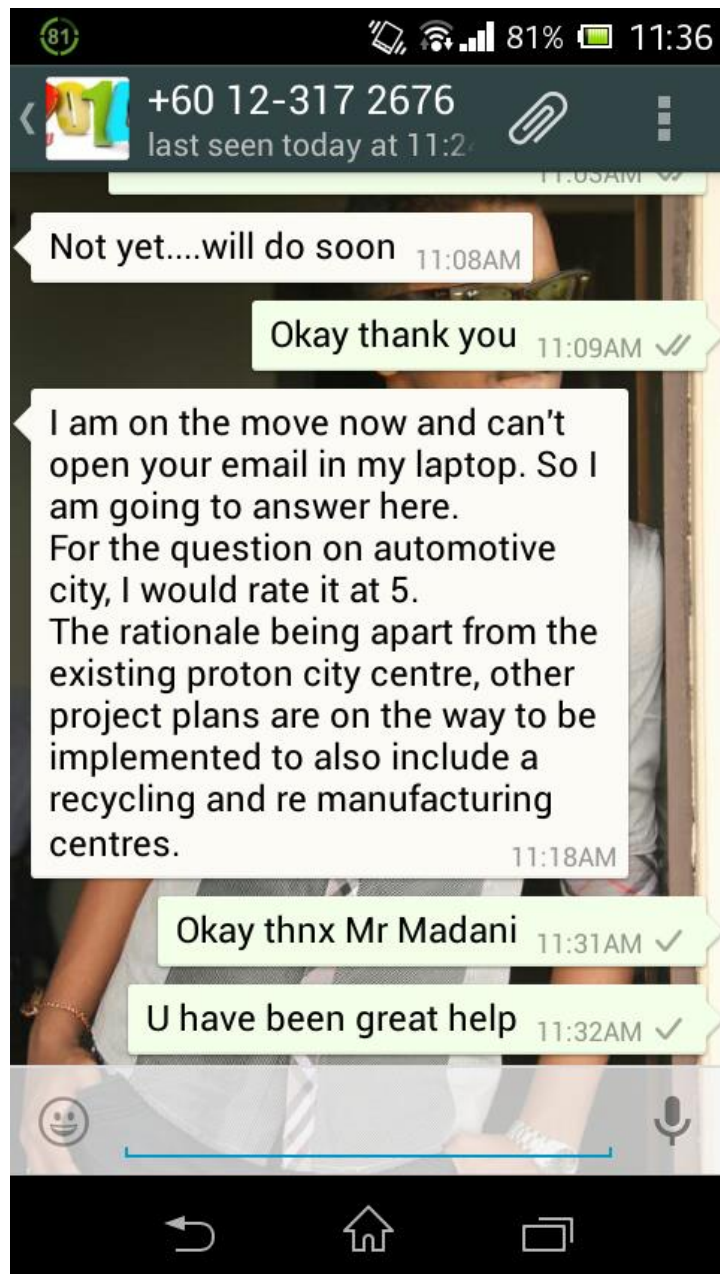 81
81% 11:36
+60 12-317 2676
last seen today at 11:2
11:03AM
Not yet....will do soon 11:08AM
Okay thank you 11:09AM
I am on the move now and can't
open your email in my laptop. So I
am going to answer here.
For the question on automotive
city, I would rate it at 5.
The rationale being apart from the
existing proton city centre, other
project plans are on the way to be
implemented to also include a
recycling and re manufacturing
centres.
11:18AM
Okay thnx Mr Madani 11:31AM
U have been great help 11:32AM